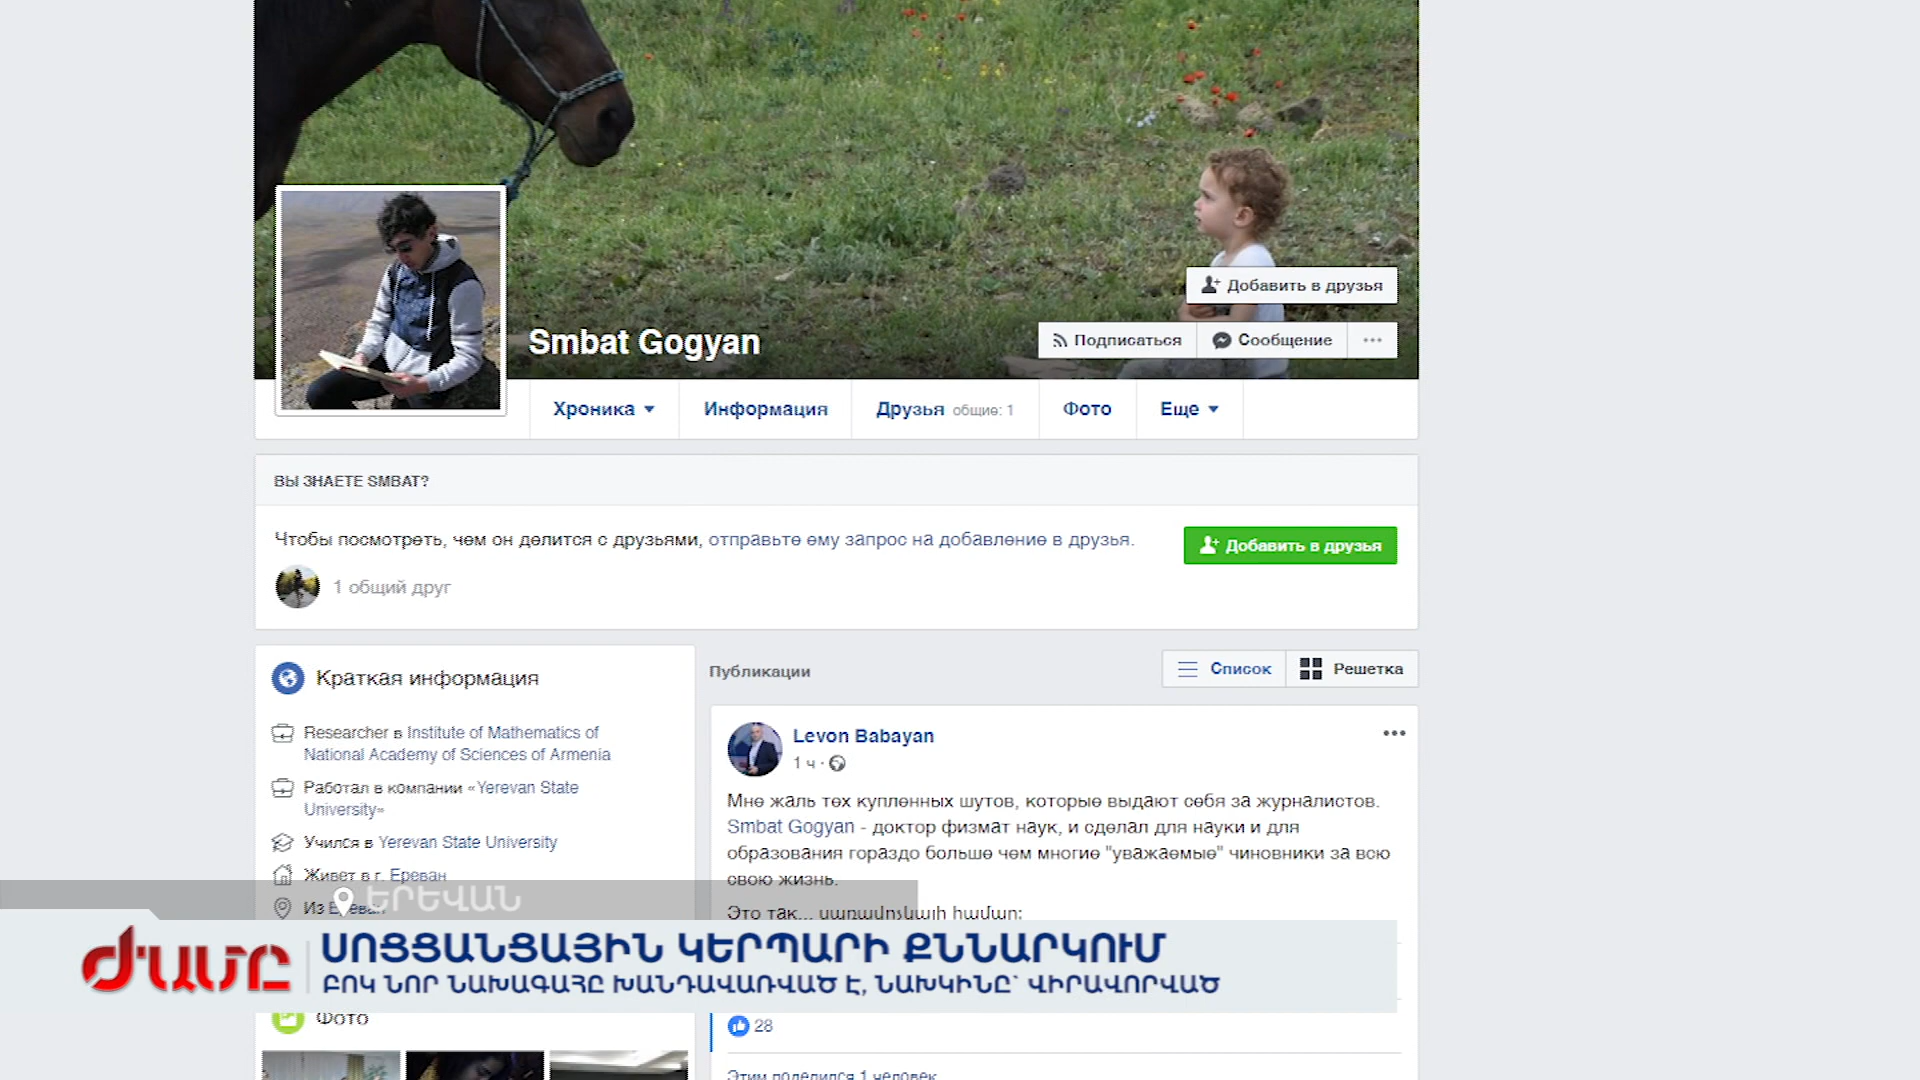 Smbat Gogyan
Добавить в друзья
Подписаться
Сообщение
Хроника
Информация
Друзья общие: 1
Фото
Еще
ВЫ ЗНАЕТЕ SMBAT?
Чтобы посмотреть, чем он делится с друзьями, отправьте ему запрос на добавление в друзья.
Добавить в друзья
1 общий друг
Краткая информация
Researcher в Institute of Mathematics of
National Academy of Sciences of Armenia
Работал в компании «Yerevan State
University»
Учился в Yerevan State University
Живет в г. Ереван
Из Ереван
Фото
Публикации
Список
Решетка
Levon Babayan
1 ч ·
Мне жаль тех купленных шутов, которые выдают себя за журналистов.
Smbat Gogyan - доктор физмат наук, и сделал для науки и для
образования гораздо больше чем многие "уважаемые" чиновники за всю
свою жизнь.
Это так... սարավոևայի համար:
28
Этим поделился 1 человек
ԵՐԵՎԱՆ
ԺԱՄԸ
ՍՈՑՑԱՆՑԱՅԻՆ ԿԵՐՊԱՐԻ ՔՆՆԱՐԿՈՒՄ
ԲՈԿ ՆՈՐ ՆԱԽԱԳԱՀԸ ԽԱՆԴԱՎԱՌՎԱԾ Է, ՆԱԽԿԻՆԸ՝ ՎԻՐԱՎՈՐՎԱԾ